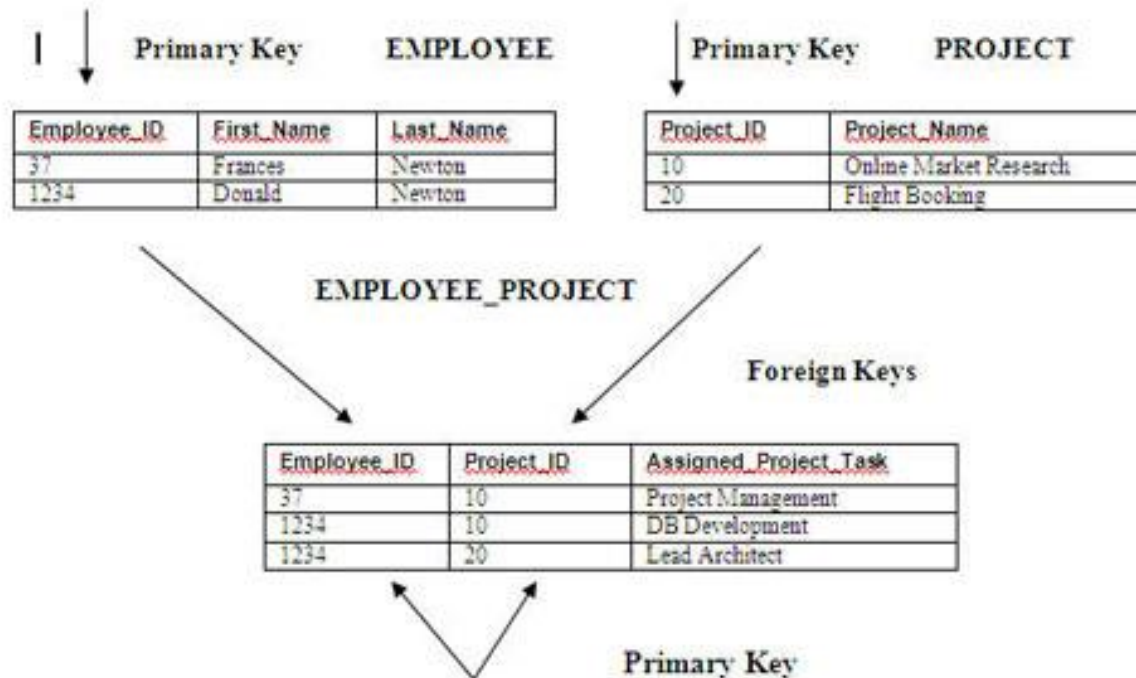 Primary Key EMPLOYEE Primary Key PROJECT
Employee_ID First_Name Last_Name
37 Frances Newton
1234 Donald Newton
Project_ID Project_Name
10 Online Market Research
20 Flight Booking
EMPLOYEE_PROJECT
Foreign Keys
Employee_ID Project_ID Assigned_Project_Task
37 10 Project Management
1234 10 DB Development
1234 20 Lead Architect
Primary Key